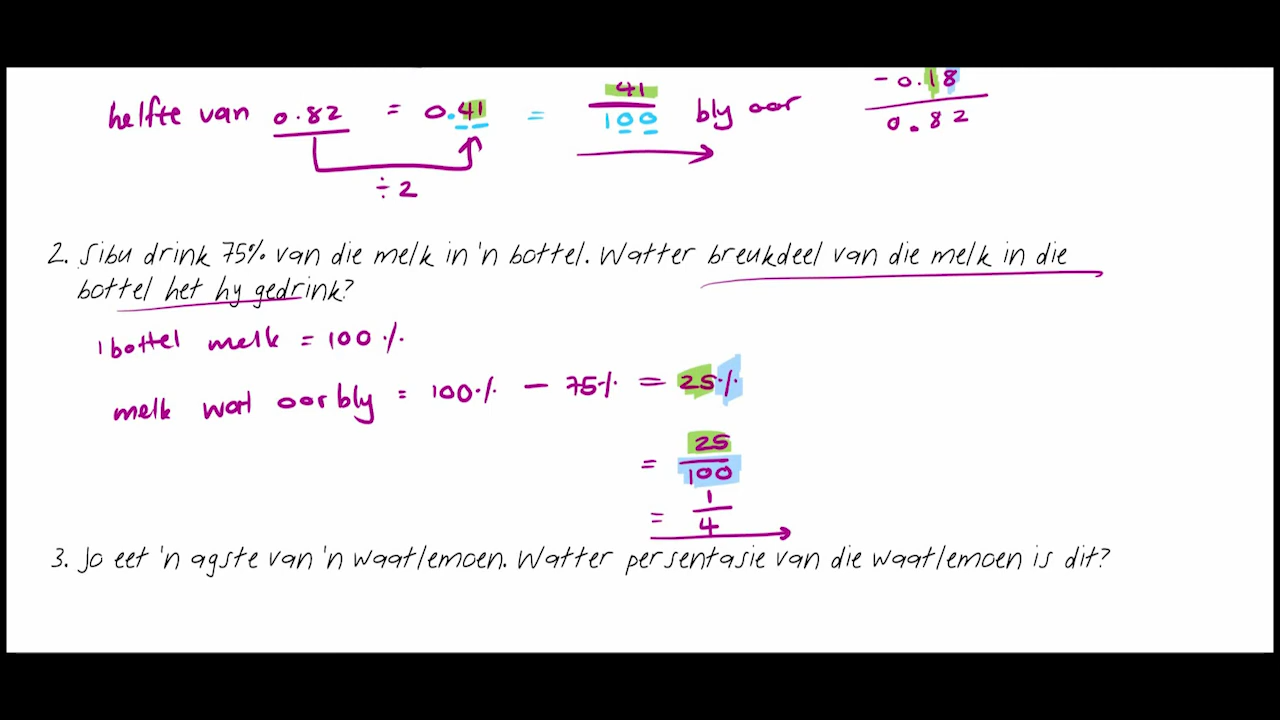 - 0.18
helfte van 0.82 = 0.41 = 41/100 bly oor
0.82
÷2
2. Sibu drink 75% van die melk in 'n bottel. Watter breukdeel van die melk in die
bottel het hy gedrink?
1 bottel melk = 100%
melk wat oorbly = 100% - 75% = 25%
= 25/100
= 1/4
3. Jo eet 'n agste van 'n waatlemoen. Watter persentasie van die waatlemoen is dit?